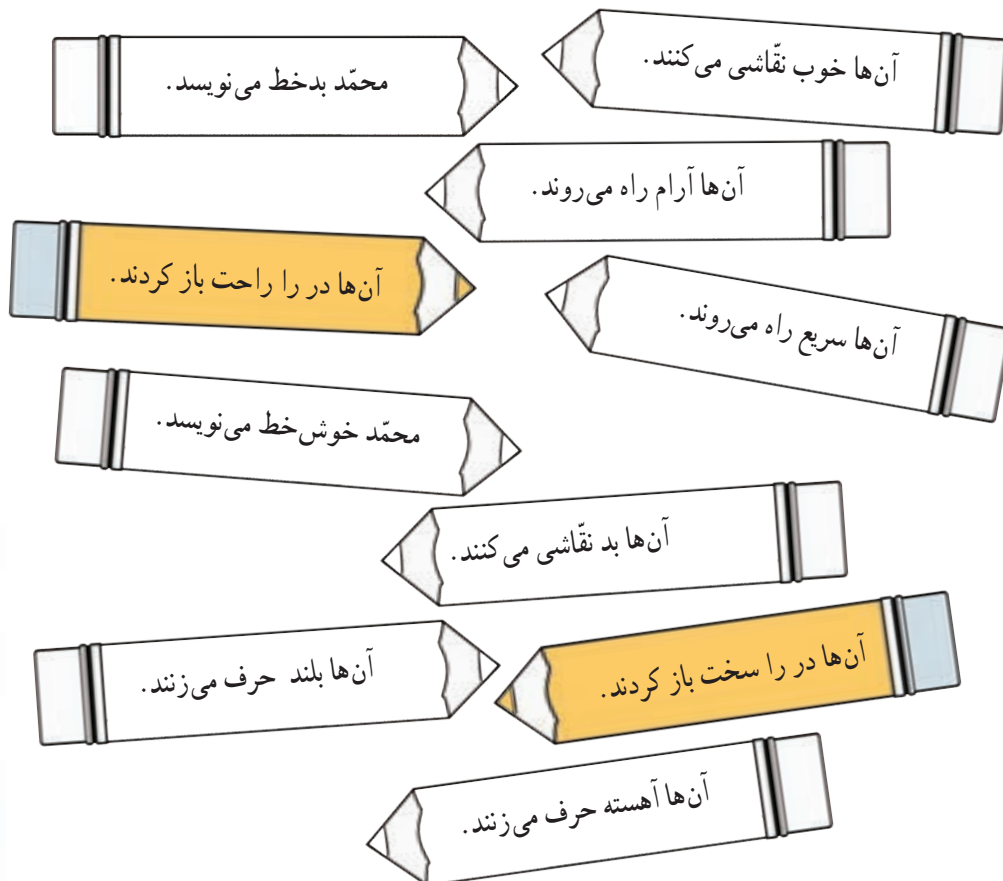 آن‌ها خوب نقّاشی می‌کنند.
محمّد بدخط می‌نویسد.
آن‌ها آرام راه می‌روند.
آن‌ها در را راحت باز کردند.
آن‌ها سریع راه می‌روند.
محمّد خوش‌خط می‌نویسد.
آن‌ها بد نقّاشی می‌کنند.
آن‌ها در را سخت باز کردند.
آن‌ها بلند حرف می‌زنند.
آن‌ها آهسته حرف می‌زنند.